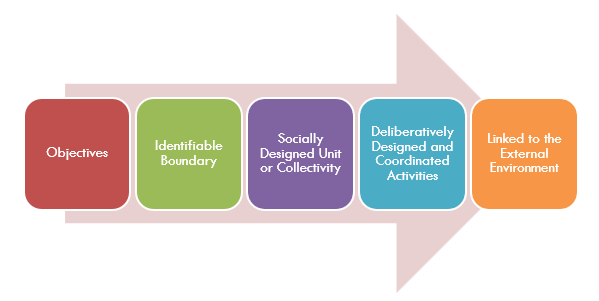 Objectives
Identifiable
Boundary
Socially
Designed Unit
or Collectivity
Deliberatively
Designed and
Coordinated
Activities
Linked to the
External
Environment